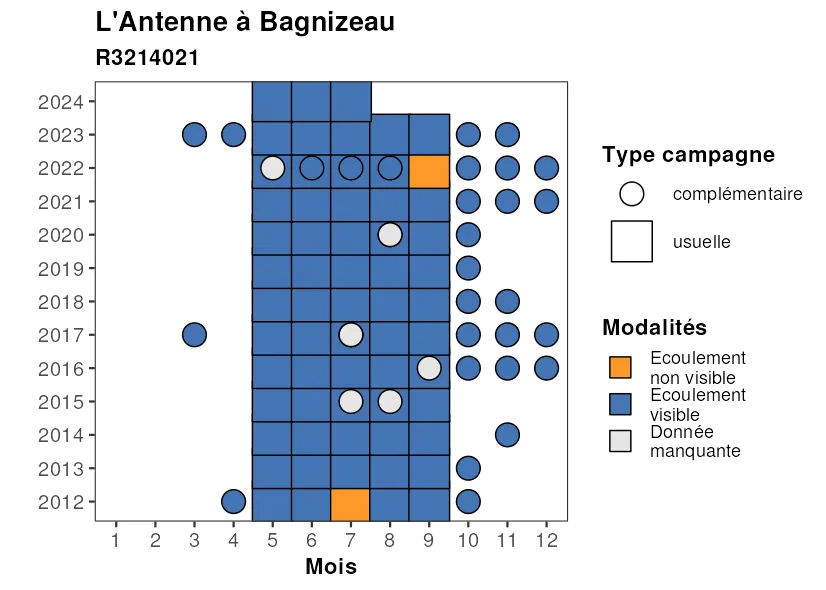 L'Antenne à Bagnizeau
R3214021
2024
2023
2022
2021
2020
2019
2018
2017
2016
2015
2014
2013
2012
1 2 3 4 5 6 7 8 9 10 11 12
Mois
Type campagne
complémentaire
usuelle
Modalités
Ecoulement
non visible
Ecoulement
visible
Donnée
manquante